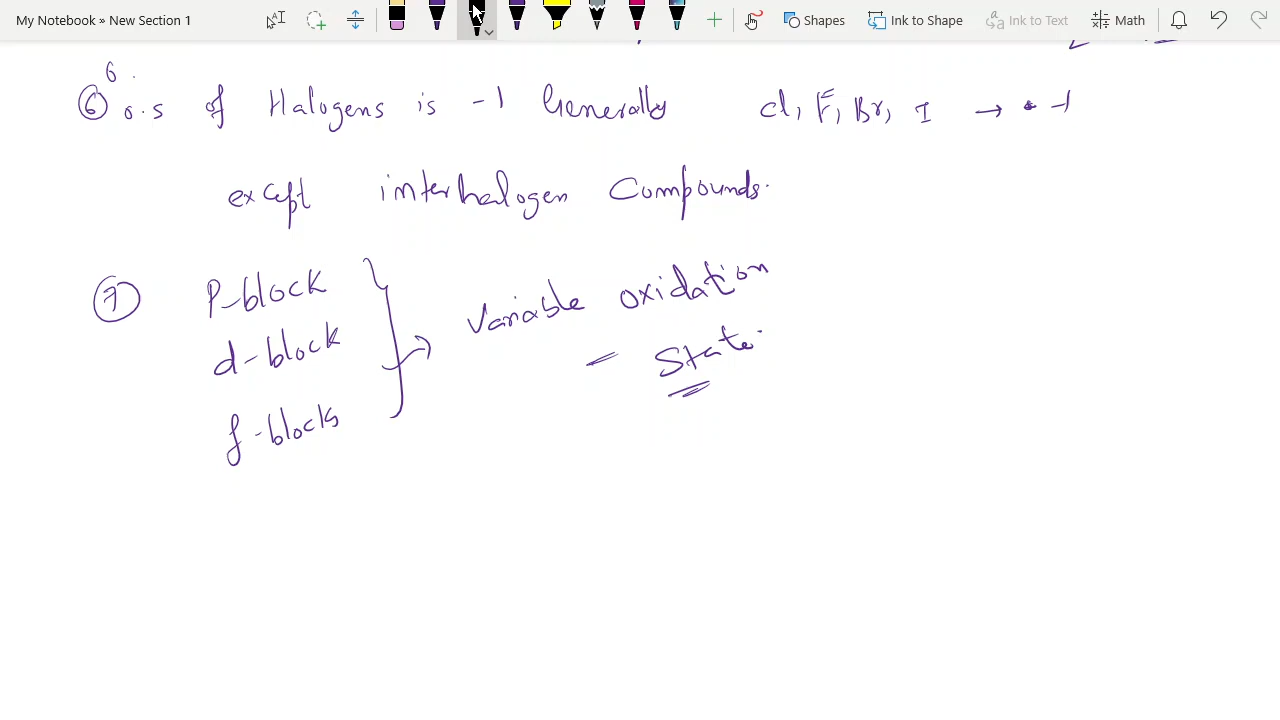 My Notebook » New Section 1
Shapes
Ink to Shape
Ink to Text
Math
6
⑥ o.s of Halogens is -1 Generally Cl, F, Br, I → -1
except interhalogen Compounds.
⑦ P-block
d-block
f-blocks
variable oxidation
State.